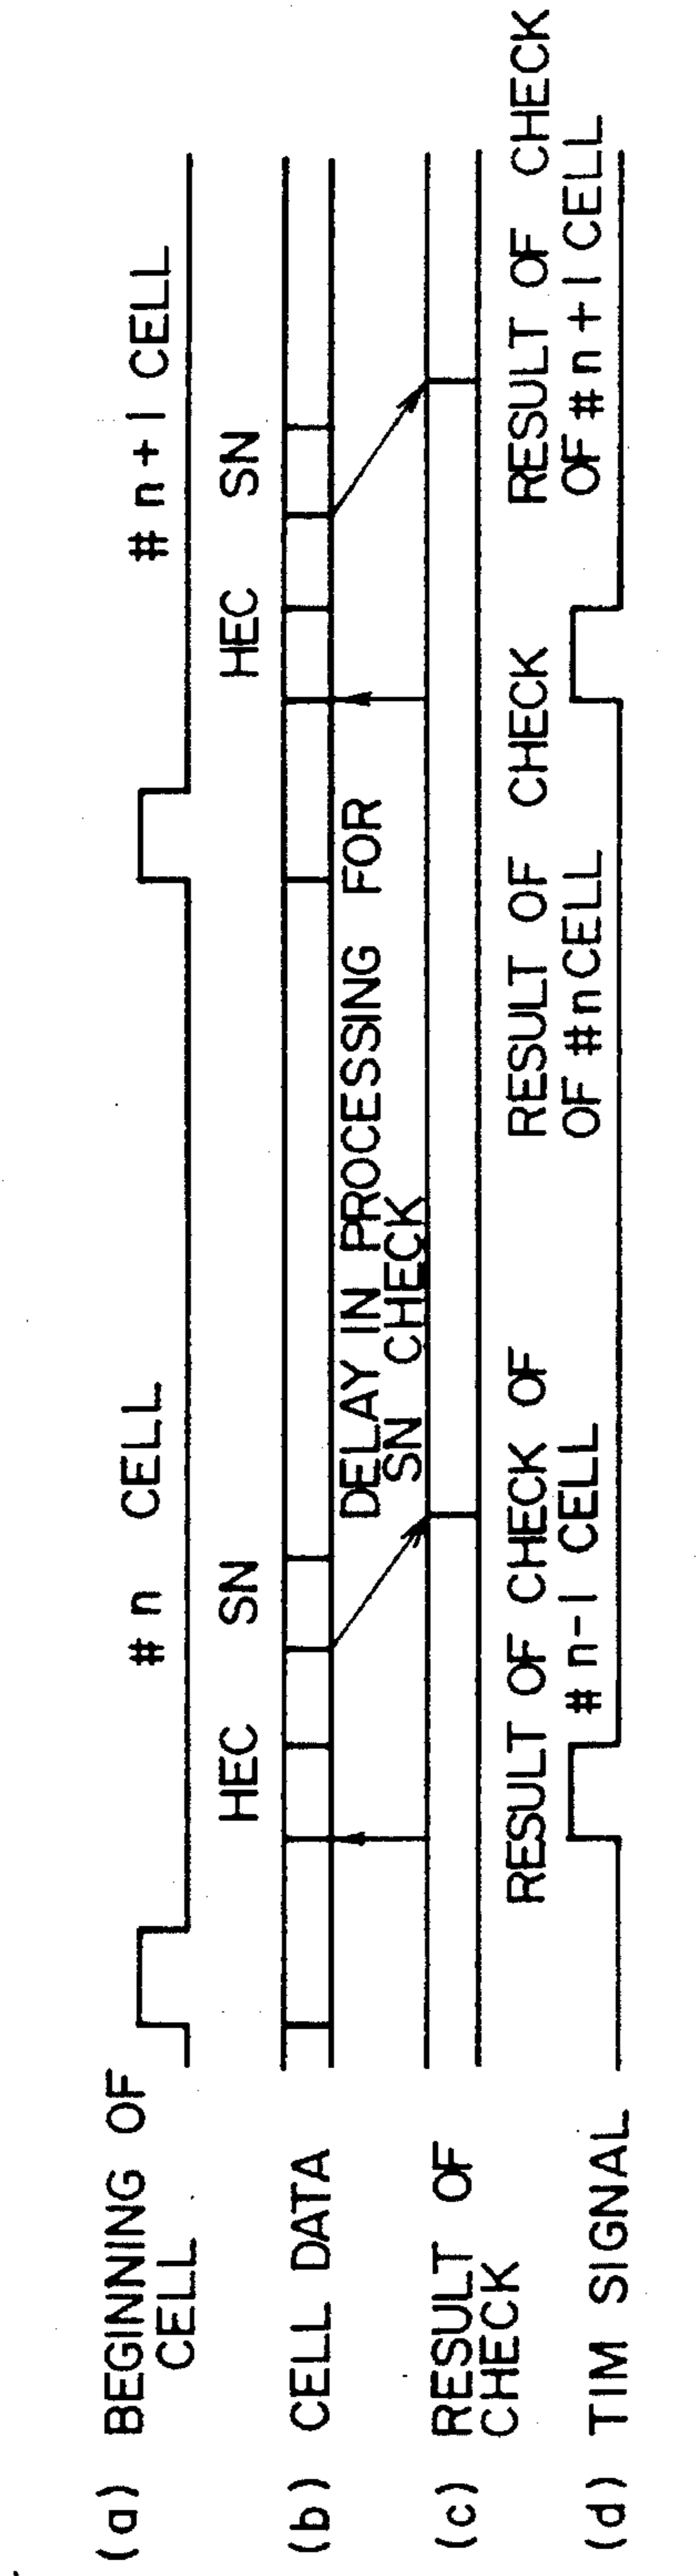 (a) BEGINNING OF
CELL
# n CELL
# n + 1 CELL
HEC SN
HEC SN
(b) CELL DATA
DELAY IN PROCESSING FOR
SN CHECK
(c) RESULT OF
CHECK
RESULT OF CHECK OF
# n-1 CELL
RESULT OF CHECK
OF # n CELL
RESULT OF CHECK
OF # n + 1 CELL
(d) TIM SIGNAL